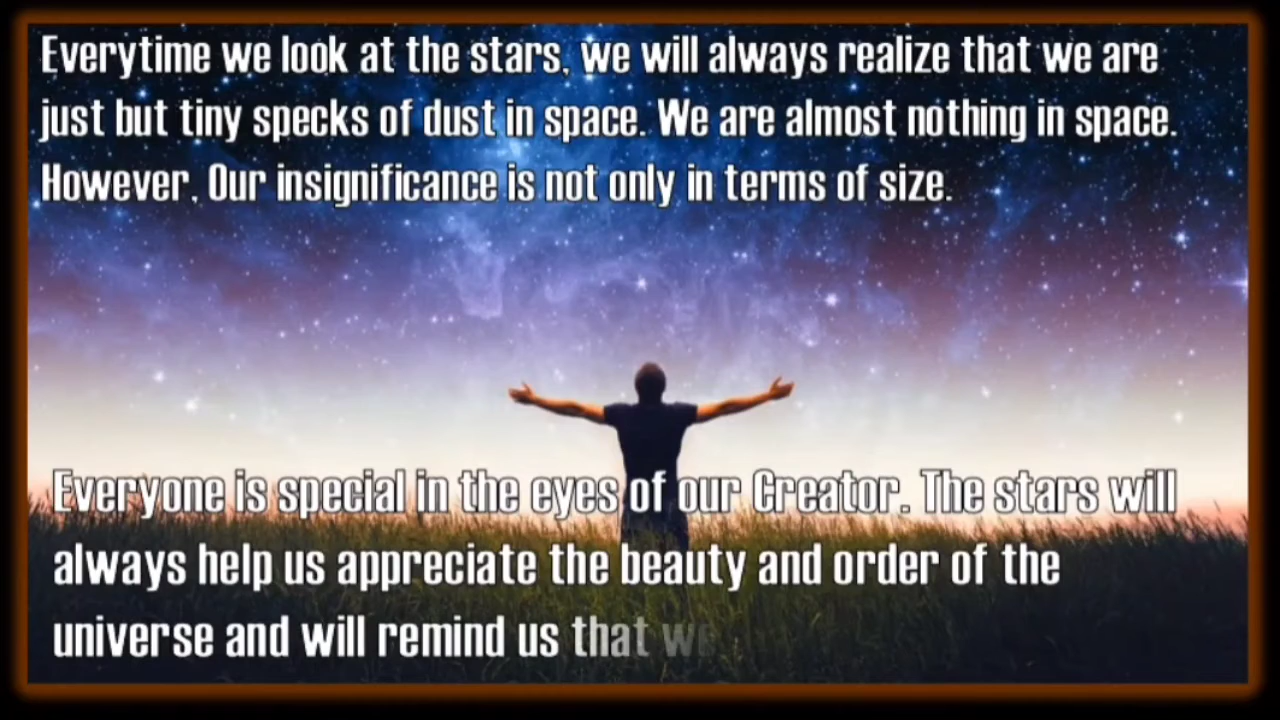 Everytime we look at the stars, we will always realize that we are
just but tiny specks of dust in space. We are almost nothing in space.
However, Our insignificance is not only in terms of size.
Everyone is special in the eyes of our Creator. The stars will
always help us appreciate the beauty and order of the
universe and will remind us that we